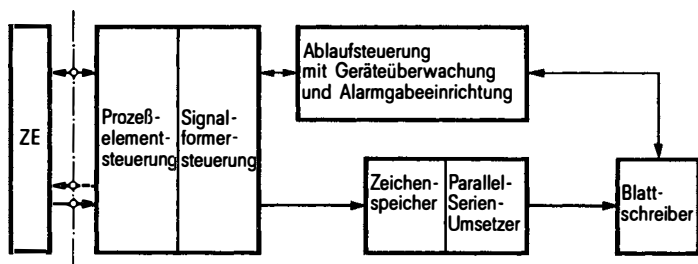 ZE
Prozeß-
element-
steuerung
Signal-
former-
steuerung
Ablaufsteuerung
mit Geräteüberwachung
und Alarmgabeeinrichtung
Zeichen-
speicher
Parallel-
Serien-
Umsetzer
Blatt-
schreiber